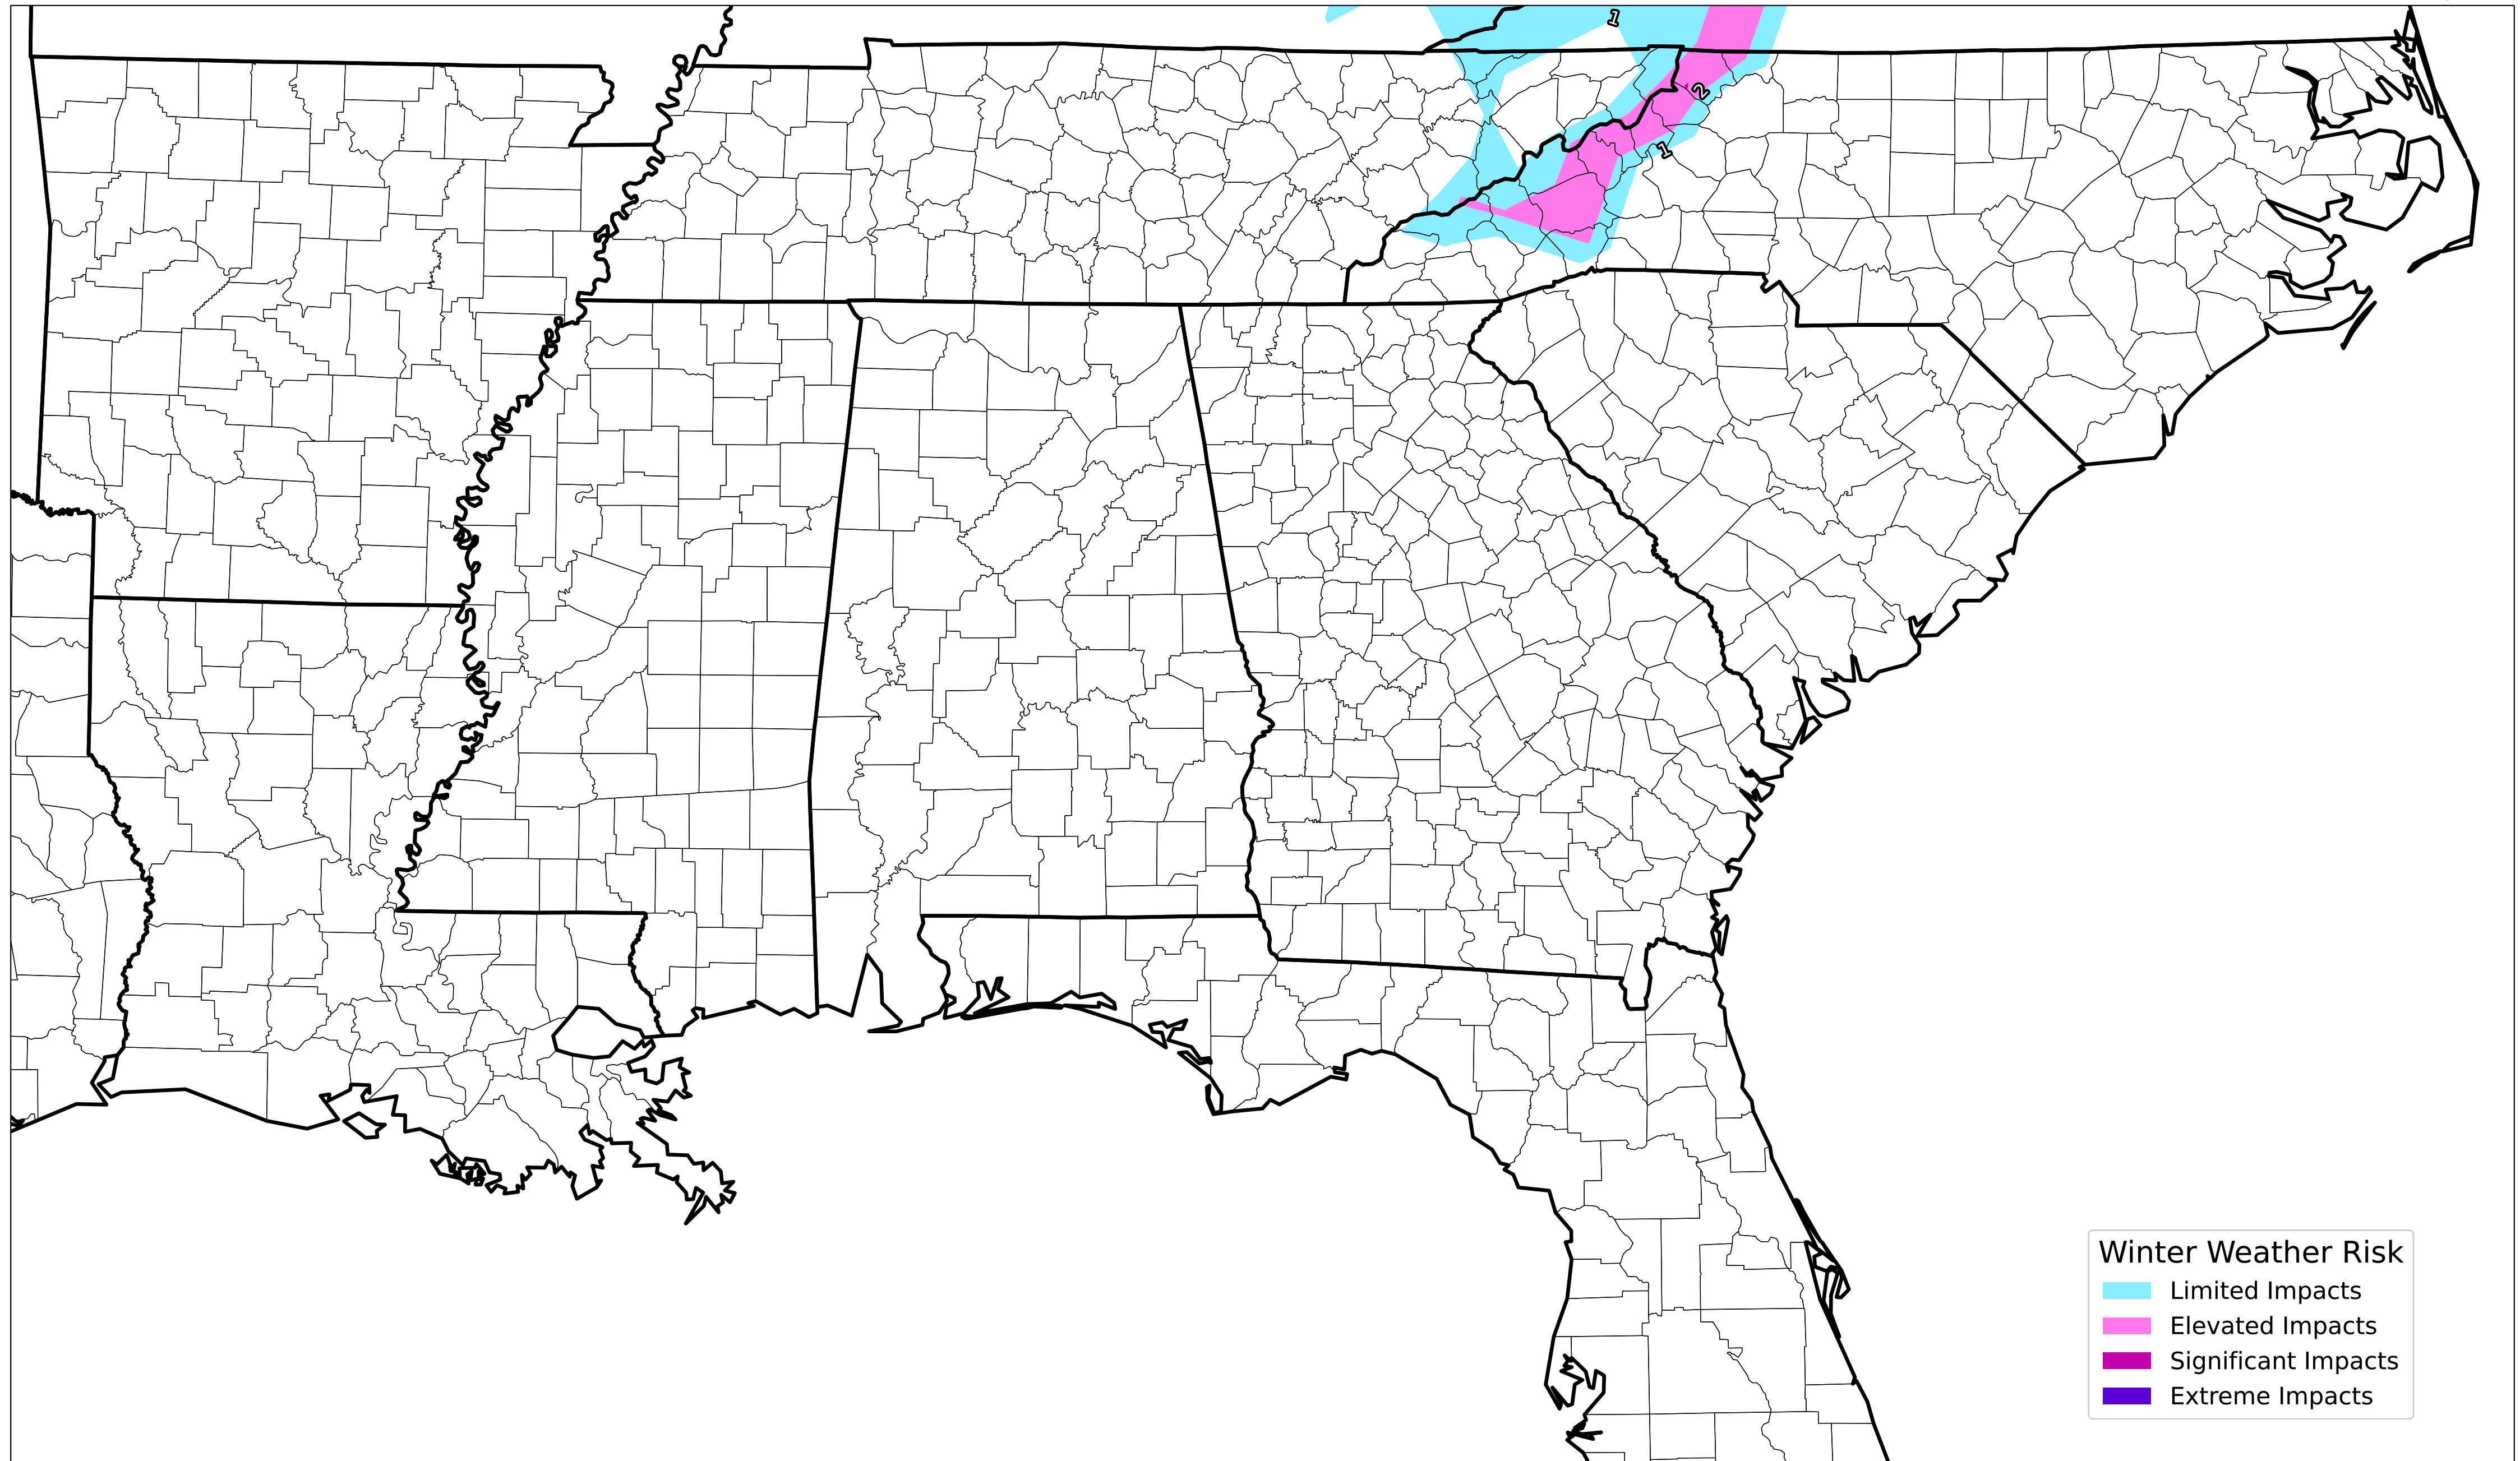 1
2
1
Winter Weather Risk
Limited Impacts
Elevated Impacts
Significant Impacts
Extreme Impacts